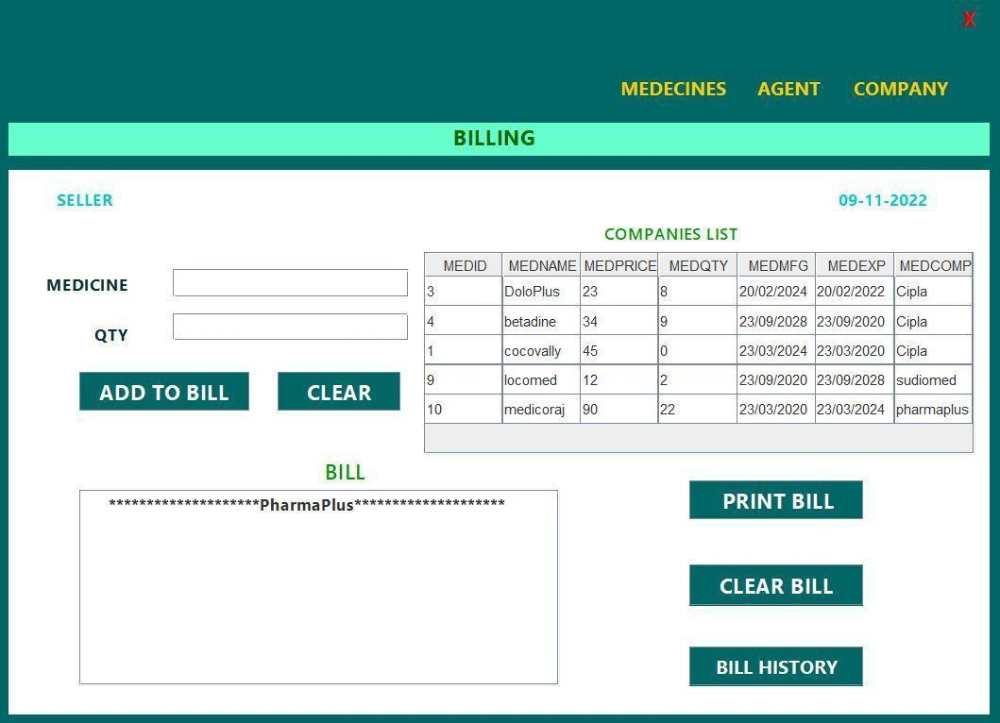 X
MEDECINES AGENT COMPANY
BILLING
SELLER 09-11-2022
COMPANIES LIST
MEDID MEDNAME MEDPRICE MEDQTY MEDMFG MEDEXP MEDCOMP
3 DoloPlus 23 8 20/02/2024 20/02/2022 Cipla
4 betadine 34 9 23/09/2028 23/09/2020 Cipla
1 cocovally 45 0 23/03/2024 23/03/2020 Cipla
9 locomed 12 2 23/09/2020 23/09/2028 sudiomed
10 medicoraj 90 22 23/03/2020 23/03/2024 pharmaplus
MEDICINE
QTY
ADD TO BILL CLEAR
BILL
********************PharmaPlus********************
PRINT BILL
CLEAR BILL
BILL HISTORY